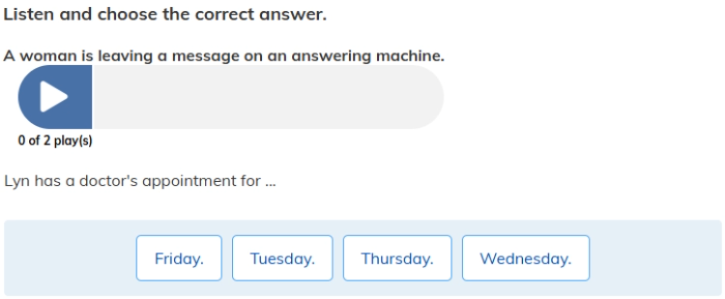 Listen and choose the correct answer.
A woman is leaving a message on an answering machine.
0 of 2 play(s)
Lyn has a doctor's appointment for ...
Friday. Tuesday. Thursday. Wednesday.